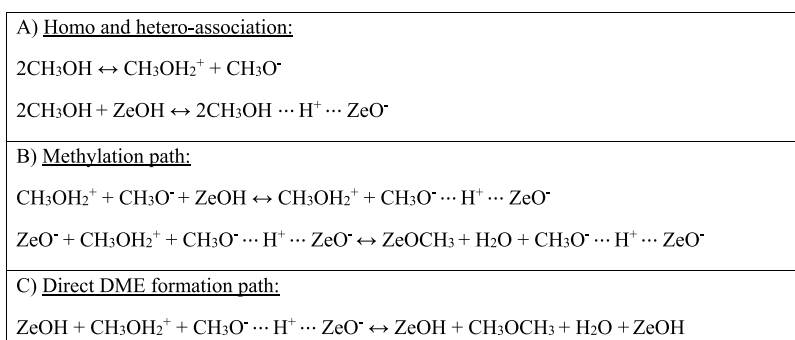 A) Homo and hetero-association:
2CH₃OH ↔ CH₃OH₂⁺ + CH₃O⁻
2CH₃OH + ZeOH ↔ 2CH₃OH ⋯ H⁺ ⋯ ZeO⁻
B) Methylation path:
CH₃OH₂⁺ + CH₃O⁻ + ZeOH ↔ CH₃OH₂⁺ + CH₃O⁻ ⋯ H⁺ ⋯ ZeO⁻
ZeO⁻ + CH₃OH₂⁺ + CH₃O⁻ ⋯ H⁺ ⋯ ZeO⁻ ↔ ZeOCH₃ + H₂O + CH₃O⁻ ⋯ H⁺ ⋯ ZeO⁻
C) Direct DME formation path:
ZeOH + CH₃OH₂⁺ + CH₃O⁻ ⋯ H⁺ ⋯ ZeO⁻ ↔ ZeOH + CH₃OCH₃ + H₂O + ZeOH